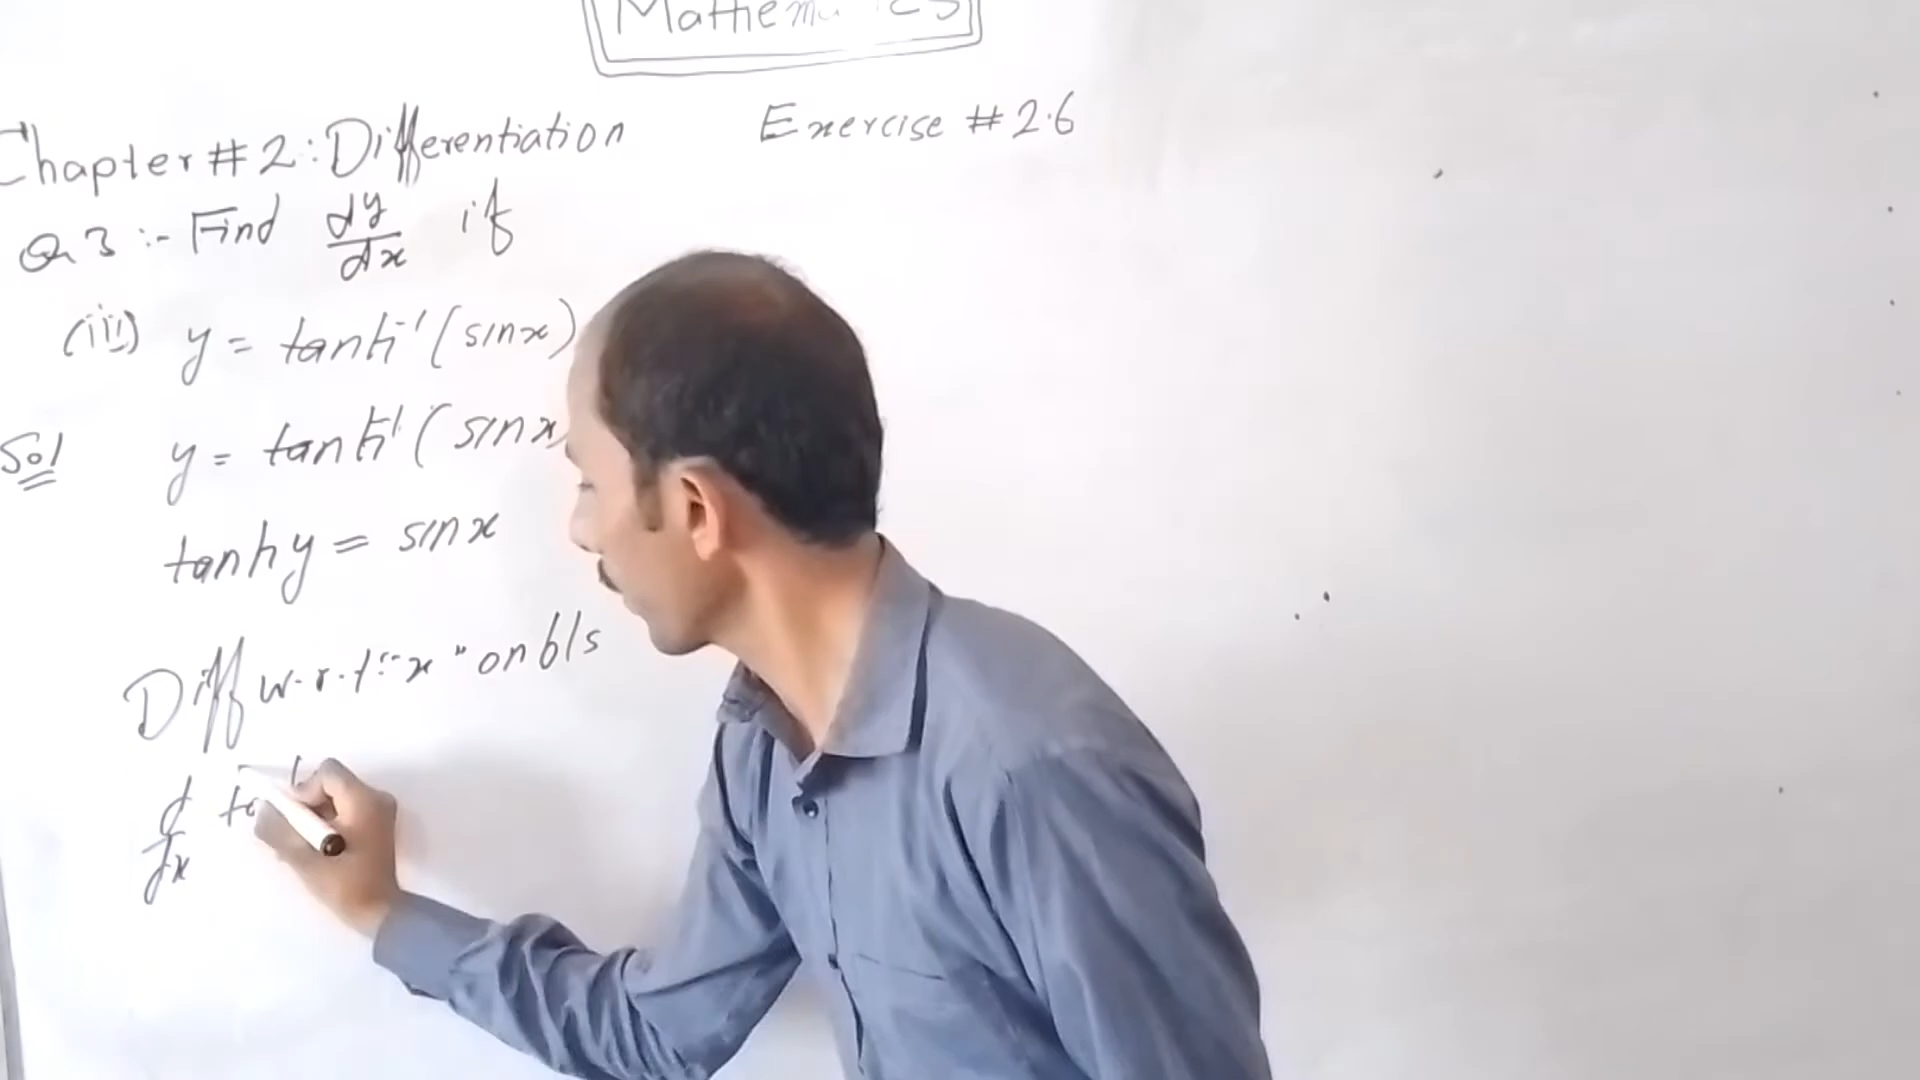 Mathematics
Chapter # 2 : Differentiation Exercise # 2.6
Q 3 :- Find dy/dx if
(iii) y = tanh⁻¹ (sinx)
Sol y = tanh⁻¹ (sinx
tanhy = sinx
Diff w.r.t "x" on b/s
d/dx